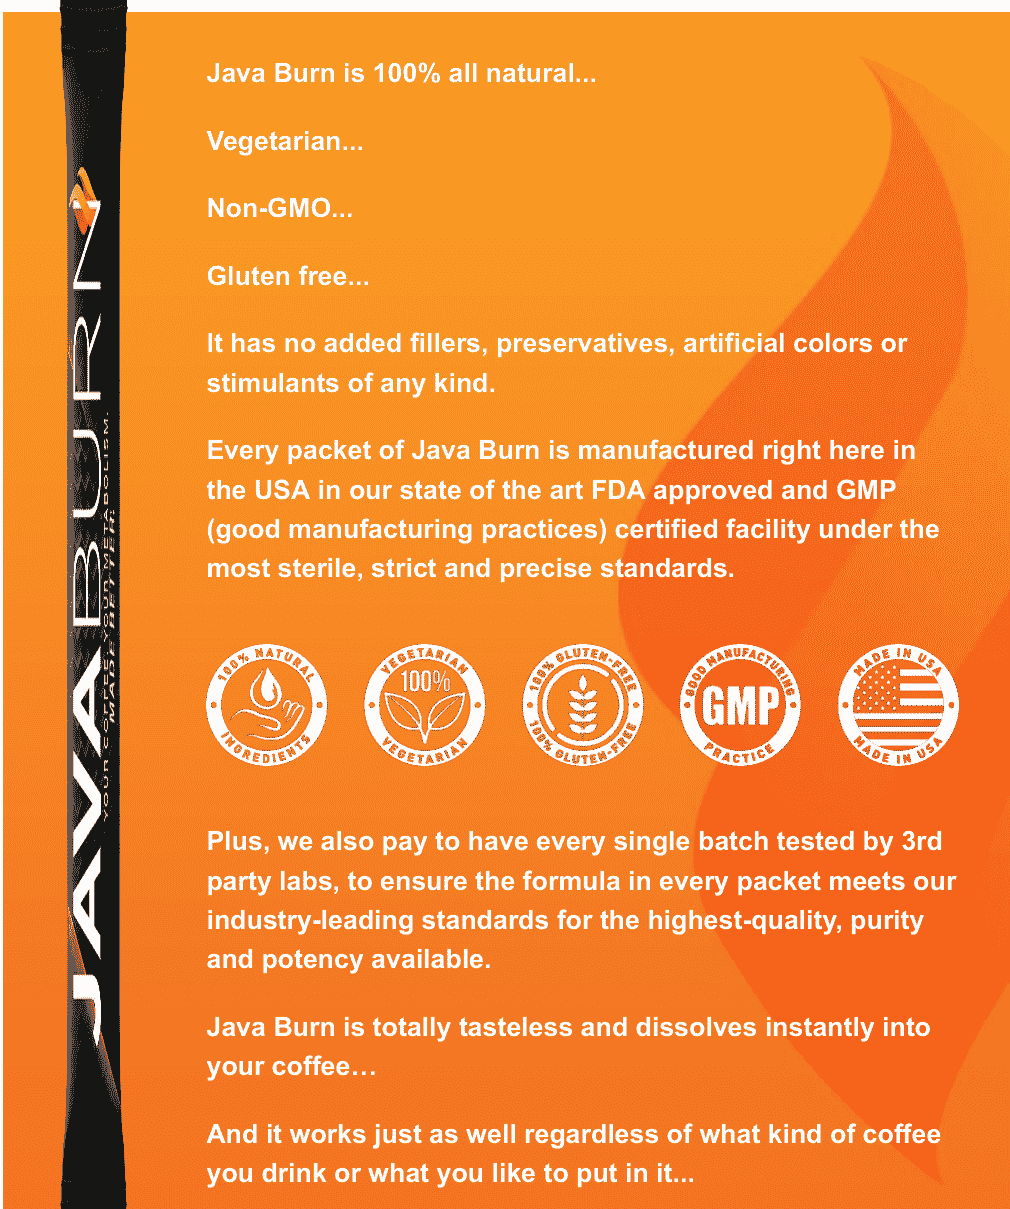 JAVA BURN
YOUR COFFEE. YOUR METABOLISM.
MADE BETTER.
Java Burn is 100% all natural...
Vegetarian...
Non-GMO...
Gluten free...
It has no added fillers, preservatives, artificial colors or
stimulants of any kind.
Every packet of Java Burn is manufactured right here in
the USA in our state of the art FDA approved and GMP
(good manufacturing practices) certified facility under the
most sterile, strict and precise standards.
100% NATURAL
INGREDIENTS
VEGETARIAN
100%
VEGETARIAN
100% GLUTEN-FREE
100% GLUTEN-FREE
GOOD MANUFACTURING
GMP
PRACTICE
MADE IN USA
MADE IN USA
Plus, we also pay to have every single batch tested by 3rd
party labs, to ensure the formula in every packet meets our
industry-leading standards for the highest-quality, purity
and potency available.
Java Burn is totally tasteless and dissolves instantly into
your coffee…
And it works just as well regardless of what kind of coffee
you drink or what you like to put in it...